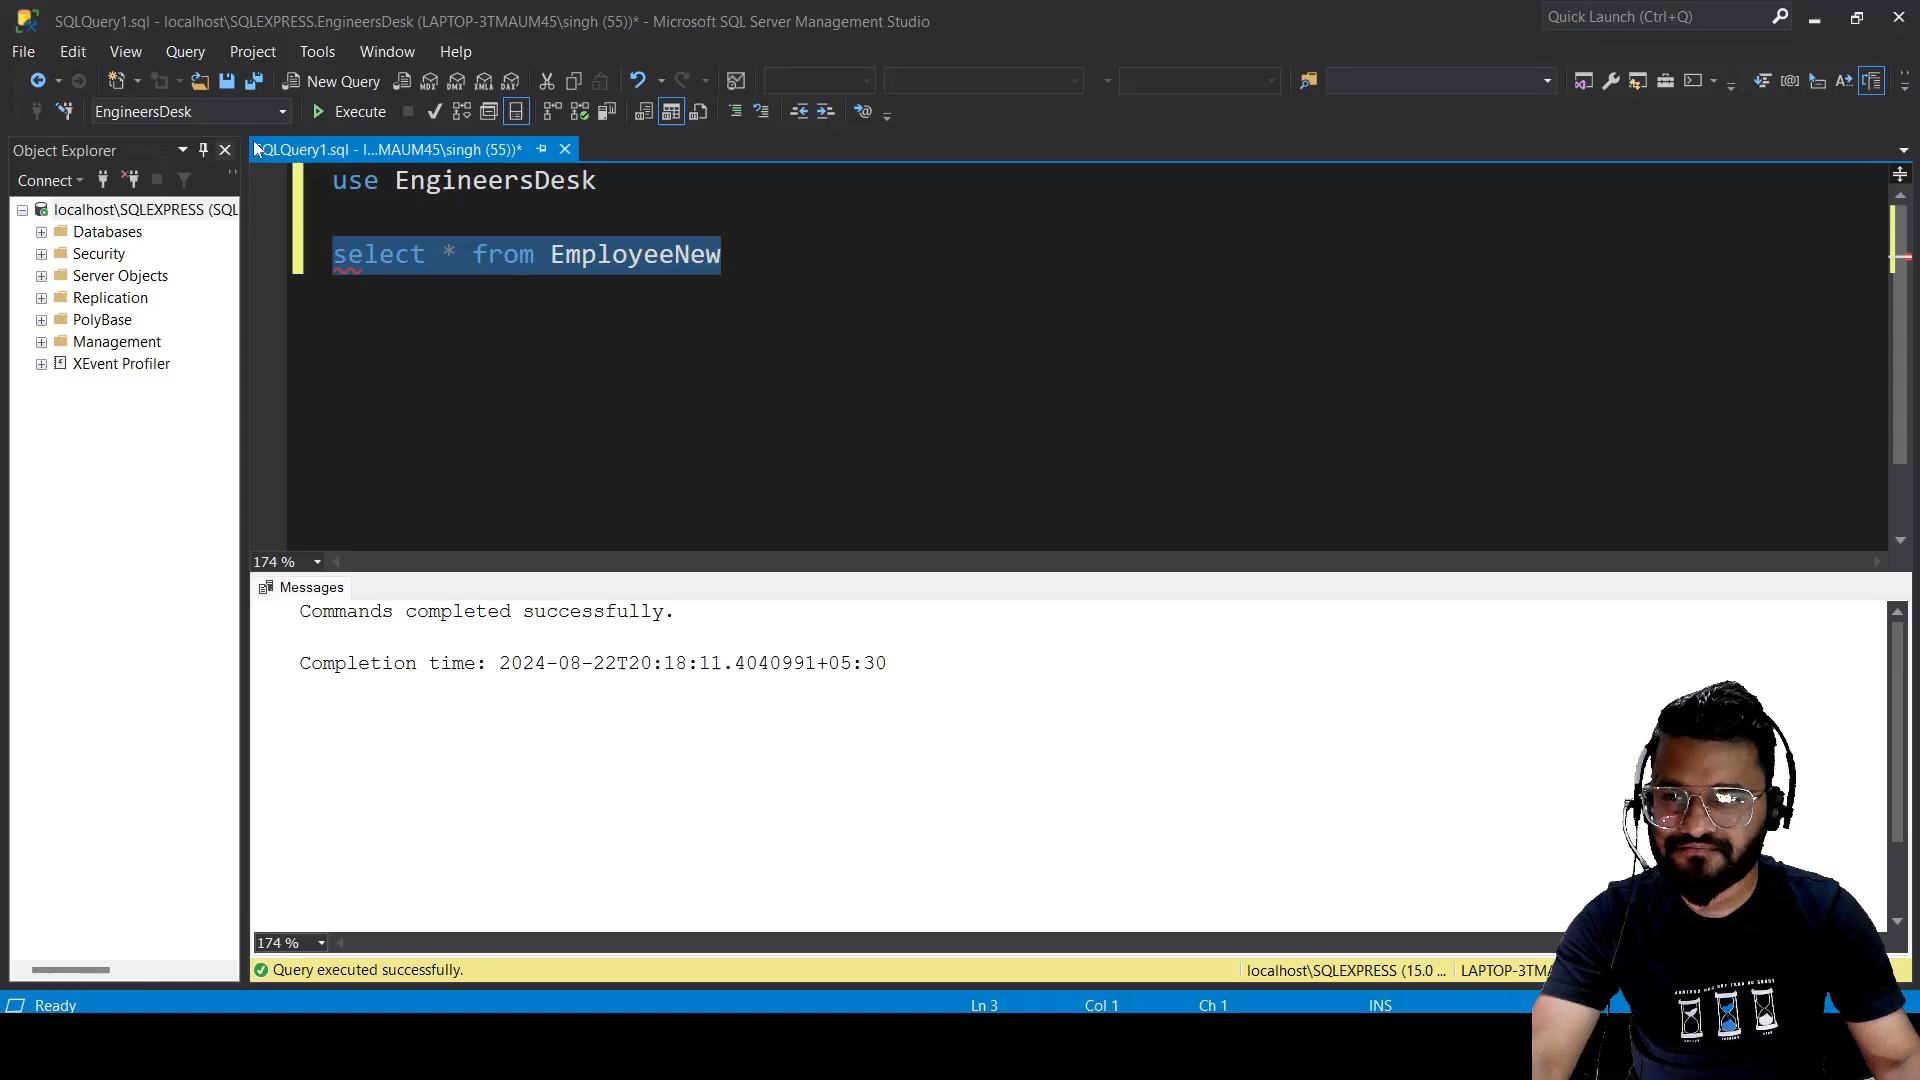 SQLQuery1.sql - localhost\SQLEXPRESS.EngineersDesk (LAPTOP-3TMAUM45\singh (55))* - Microsoft SQL Server Management Studio
Quick Launch (Ctrl+Q)
File Edit View Query Project Tools Window Help
New Query
EngineersDesk
Execute
Object Explorer
SQLQuery1.sql - l...MAUM45\singh (55))*
Connect
use EngineersDesk
localhost\SQLEXPRESS (SQL
Databases
Security
select * from EmployeeNew
Server Objects
Replication
PolyBase
Management
XEvent Profiler
174 %
Messages
Commands completed successfully.
Completion time: 2024-08-22T20:18:11.4040991+05:30
174 %
Query executed successfully.
localhost\SQLEXPRESS (15.0 ...
LAPTOP-3TMA
Ready
Ln 3
Col 1
Ch 1
INS